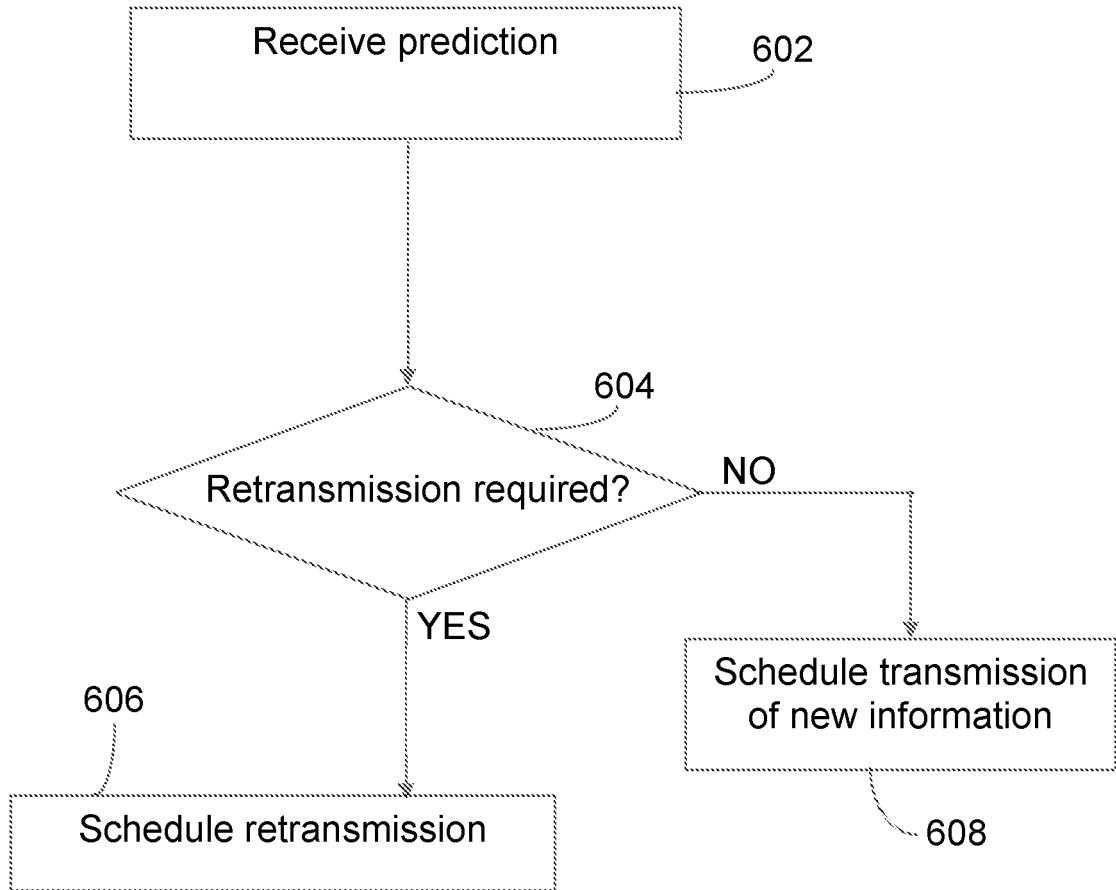 Receive prediction
602
604
Retransmission required?
NO
YES
Schedule transmission
of new information
606
608
Schedule retransmission